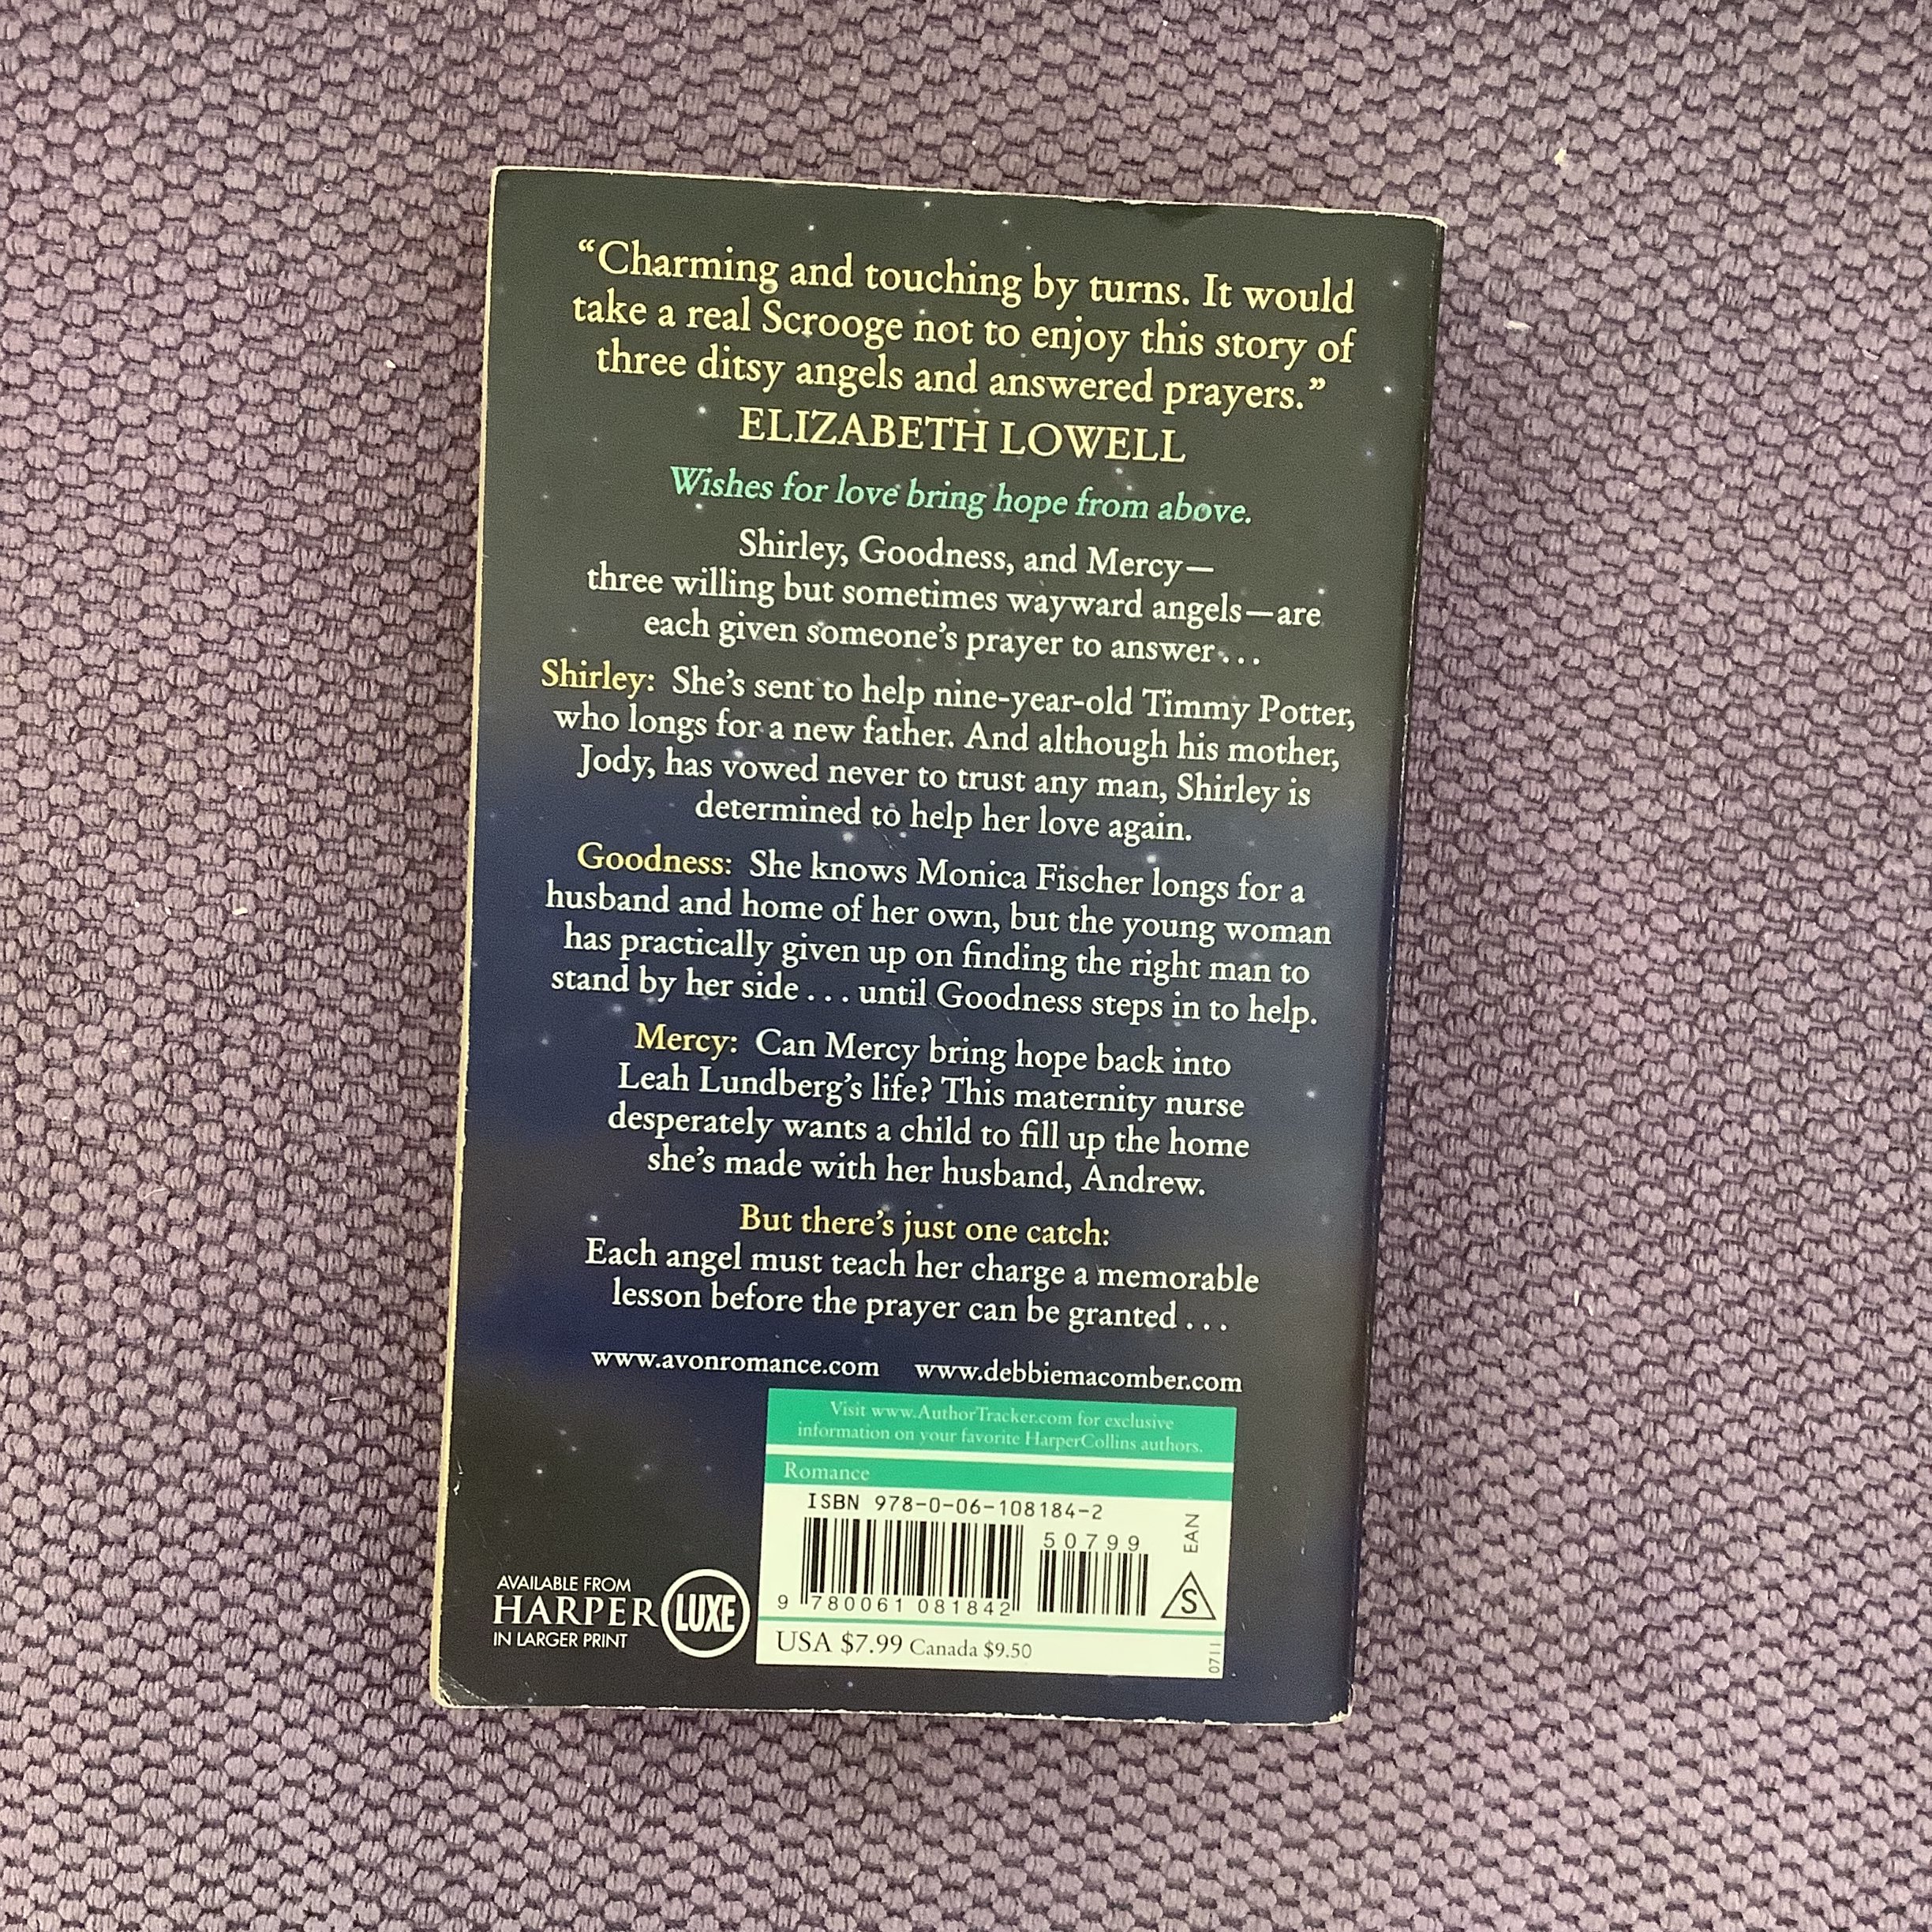 “Charming and touching by turns. It would
take a real Scrooge not to enjoy this story of
three ditsy angels and answered prayers.”
ELIZABETH LOWELL
Wishes for love bring hope from above.
Shirley, Goodness, and Mercy—
three willing but sometimes wayward angels—are
each given someone’s prayer to answer . . .
Shirley: She’s sent to help nine-year-old Timmy Potter,
who longs for a new father. And although his mother,
Jody, has vowed never to trust any man, Shirley is
determined to help her love again.
Goodness: She knows Monica Fischer longs for a
husband and home of her own, but the young woman
has practically given up on finding the right man to
stand by her side . . . until Goodness steps in to help.
Mercy: Can Mercy bring hope back into
Leah Lundberg’s life? This maternity nurse
desperately wants a child to fill up the home
she’s made with her husband, Andrew.
But there’s just one catch:
Each angel must teach her charge a memorable
lesson before the prayer can be granted . . .
www.avonromance.com www.debbiemacomber.com
Visit www.AuthorTracker.com for exclusive
information on your favorite HarperCollins authors.
Romance
ISBN 978-0-06-108184-2
50799
EAN
S
9 780061 081842
USA $7.99 Canada $9.50
0711
AVAILABLE FROM
HARPER LUXE
IN LARGER PRINT